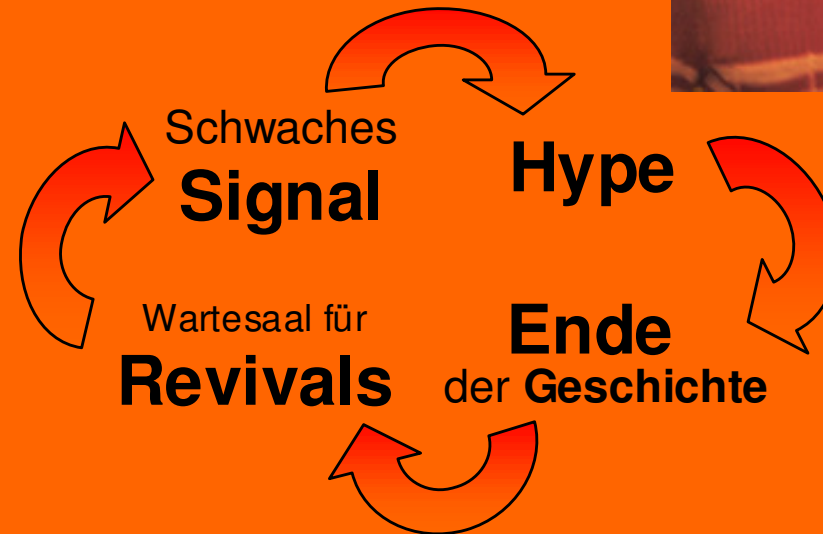 Schwaches
Signal
Hype
Ende
der Geschichte
Wartesaal für
Revivals